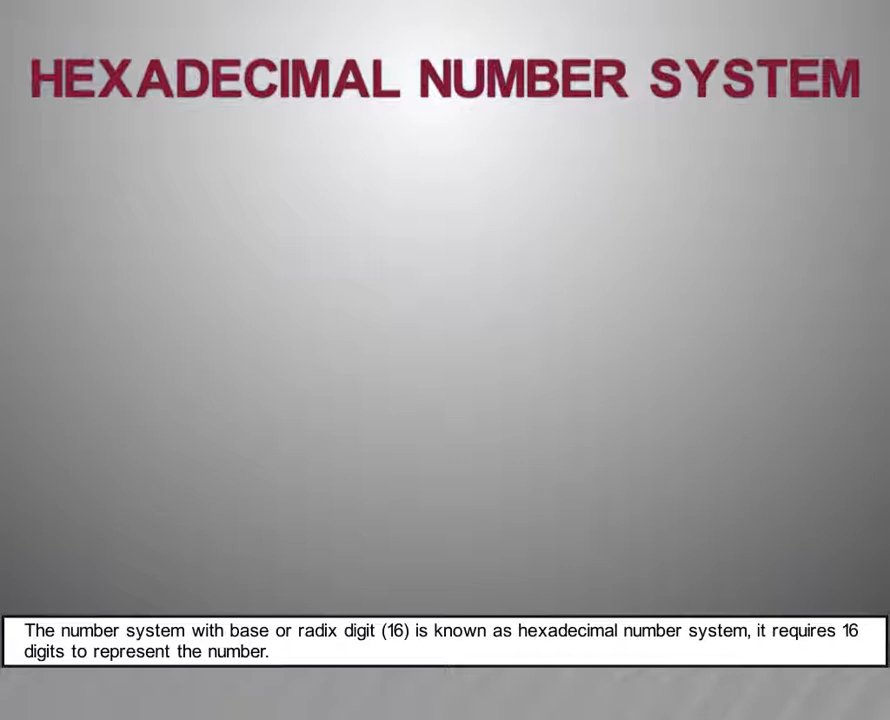 HEXADECIMAL NUMBER SYSTEM
The number system with base or radix digit (16) is known as hexadecimal number system, it requires 16
digits to represent the number.